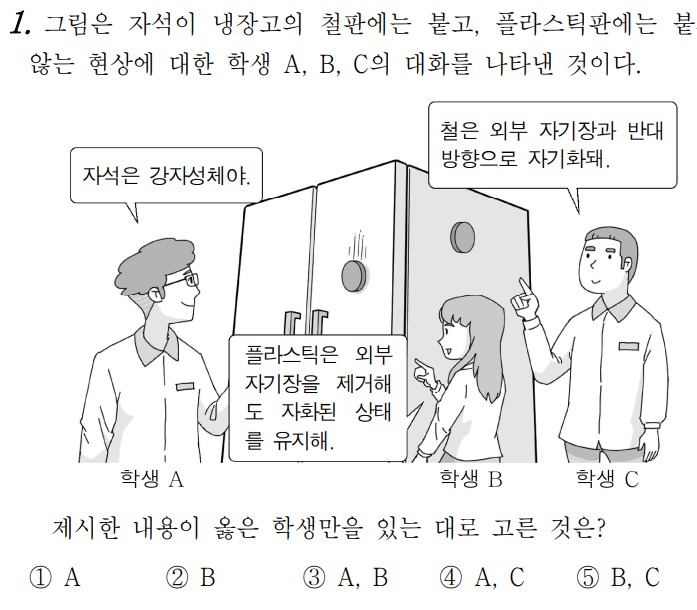 1. 그림은 자석이 냉장고의 철판에는 붙고, 플라스틱판에는 붙
않는 현상에 대한 학생 A, B, C의 대화를 나타낸 것이다.
자석은 강자성체야.
철은 외부 자기장과 반대
방향으로 자기화돼.
플라스틱은 외부
자기장을 제거해
도 자화된 상태
를 유지해.
학생 A
학생 B
학생 C
제시한 내용이 옳은 학생만을 있는 대로 고른 것은?
① A ② B ③ A, B ④ A, C ⑤ B, C